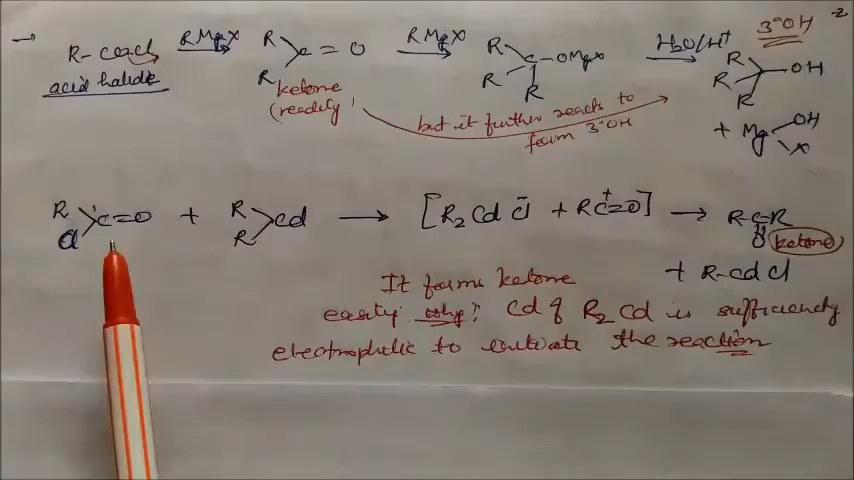 2
→ R-COCl RMgX→ R R >C=O RMgX→ R R R C-OMgX H2O/H+→ R R R C-OH 3°OH
acid halide
ketone
(readily)
but it further reacts to
form 3°OH
+ Mg OH X
R Cl >C=O + R R >Cd → [R2Cd Cl̄ + RC⁺=O] → R-C-R
O ketone
+ R-CdCl
It forms ketone
easily why? Cd of R2Cd is sufficiently
electrophilic to cultivate the reaction